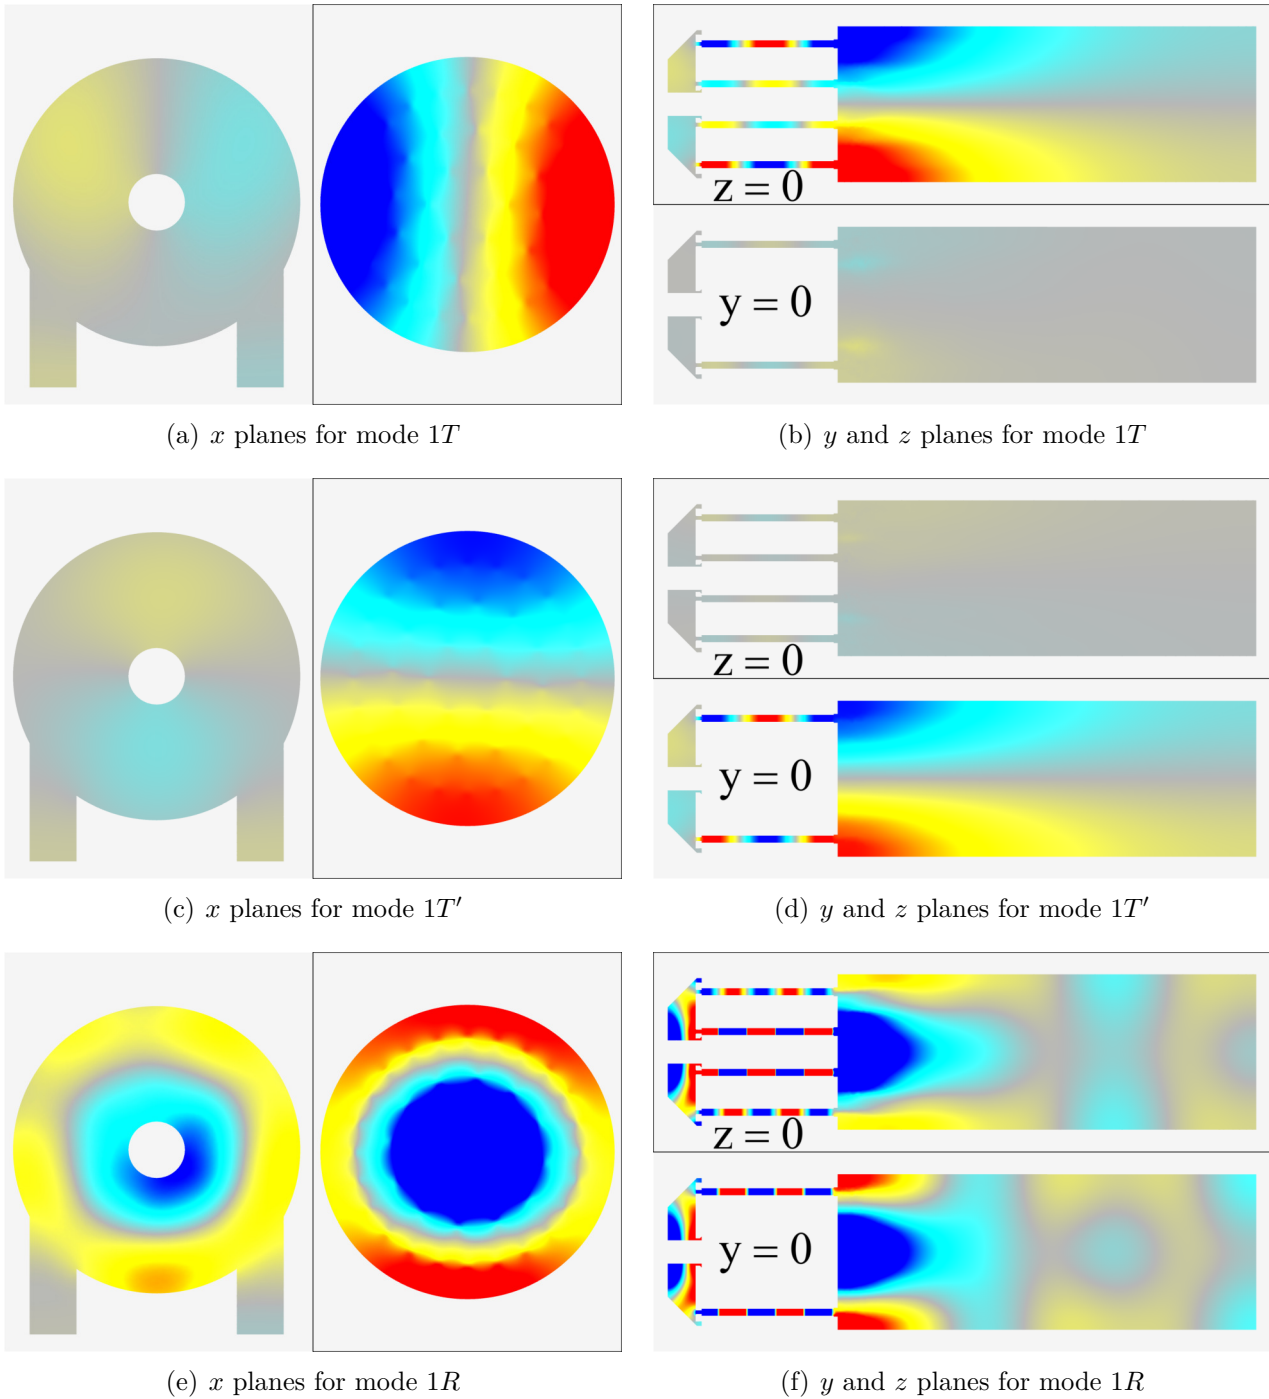 z = 0
y = 0
(a) x planes for mode 1T
(b) y and z planes for mode 1T
z = 0
y = 0
(c) x planes for mode 1T′
(d) y and z planes for mode 1T′
z = 0
y = 0
(e) x planes for mode 1R
(f) y and z planes for mode 1R